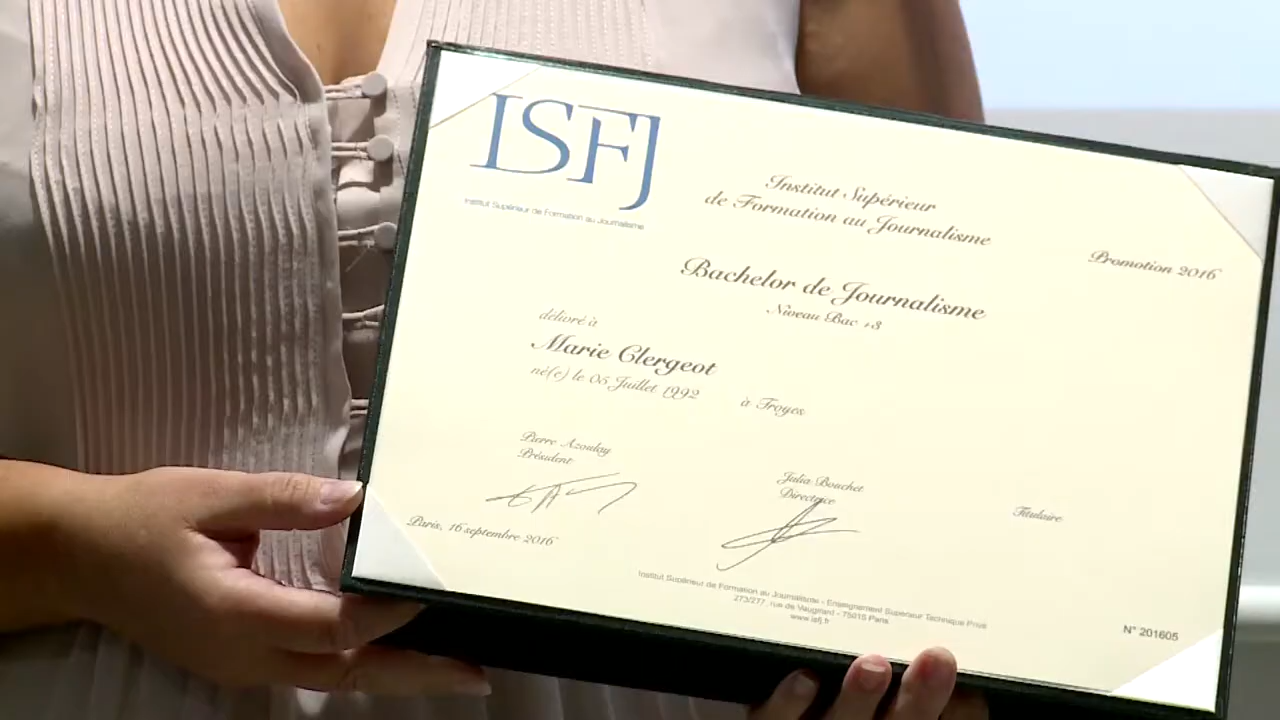 ISFJ
Institut Supérieur de Formation au Journalisme
Institut Supérieur
de Formation au Journalisme
Promotion 2016
Bachelor de Journalisme
Niveau Bac +3
délivré à
Marie Clergeot
né(e) le 05 Juillet 1992 à Troyes
Pierre Azoulay
Président
Julia Bouchet
Directrice
Titulaire
Paris, 16 septembre 2016
Institut Supérieur de Formation au Journalisme - Enseignement Supérieur Technique Privé
273/277, rue de Vaugirard - 75015 Paris
www.isfj.fr
N° 201605